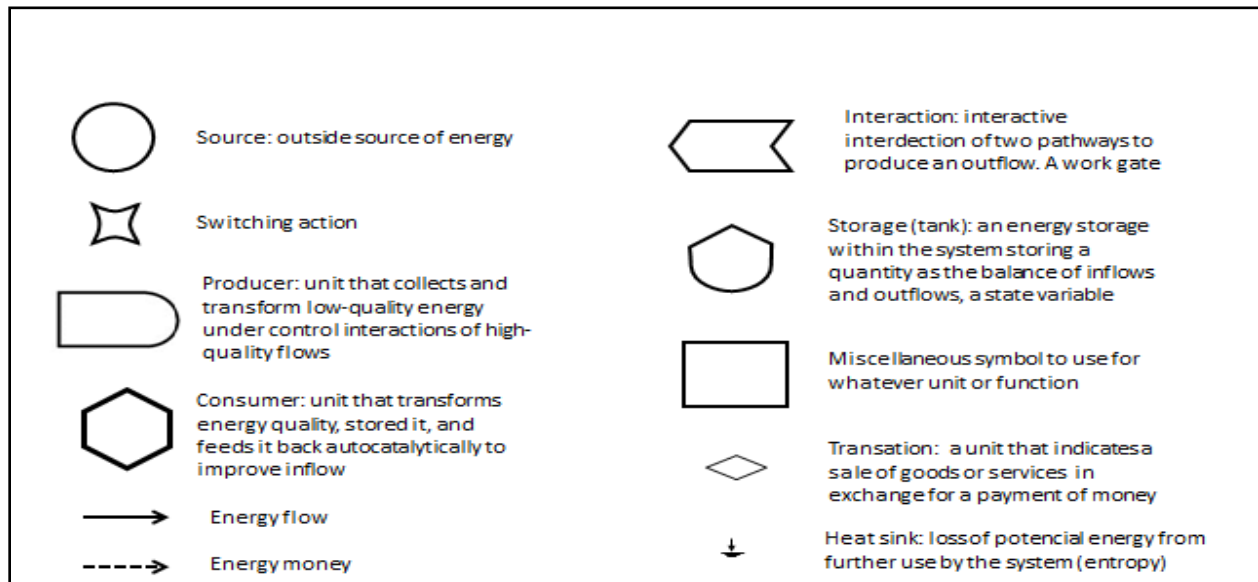 Source: outside source of energy
Switching action
Producer: unit that collects and
transform low-quality energy
under control interactions of high-
quality flows
Consumer: unit that transforms
energy quality, stored it, and
feeds it back autocatalytically to
improve inflow
Energy flow
Energy money
Interaction: interactive
interdection of two pathways to
produce an outflow. A work gate
Storage (tank): an energy storage
within the system storing a
quantity as the balance of inflows
and outflows, a state variable
Miscellaneous symbol to use for
whatever unit or function
Transation: a unit that indicatesa
sale of goods or services in
exchange for a payment of money
Heat sink: lossof potencial energy from
further use by the system (entropy)